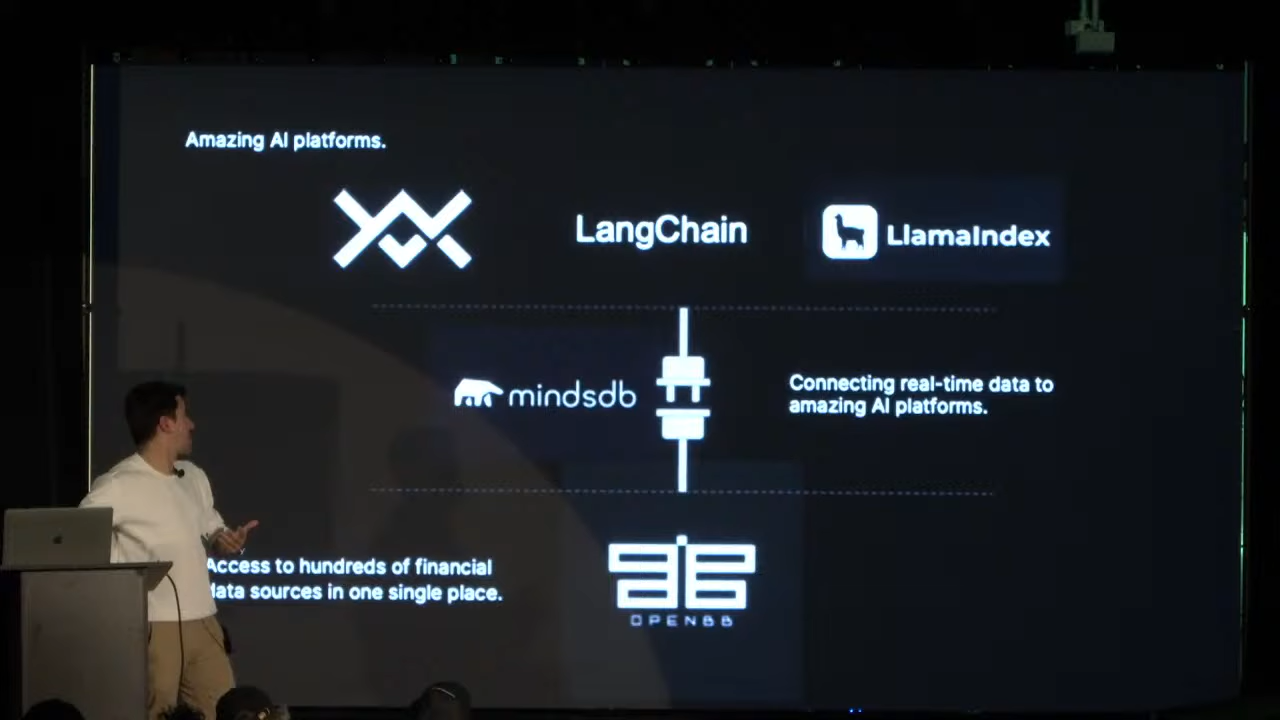 Amazing AI platforms.
LangChain
LlamaIndex
mindsdb
Connecting real-time data to
amazing AI platforms.
Access to hundreds of financial
data sources in one single place.
OPENBB